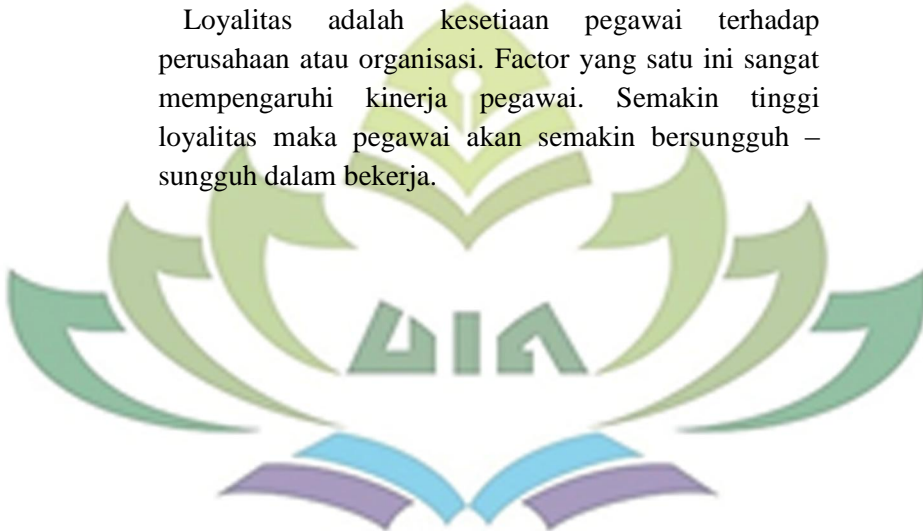 Loyalitas adalah kesetiaan pegawai terhadap
perusahaan atau organisasi. Factor yang satu ini sangat
mempengaruhi kinerja pegawai. Semakin tinggi
loyalitas maka pegawai akan semakin bersungguh –
sungguh dalam bekerja.
UIN